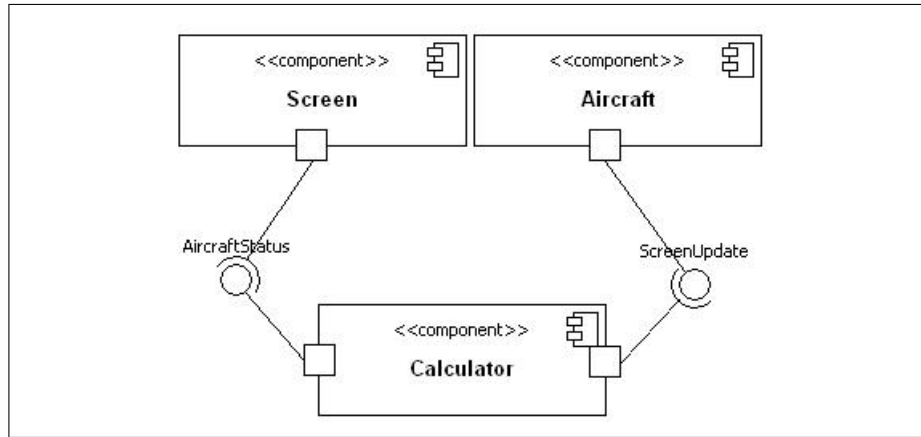 <<component>>
Screen
<<component>>
Aircraft
AircraftStatus
ScreenUpdate
<<component>>
Calculator